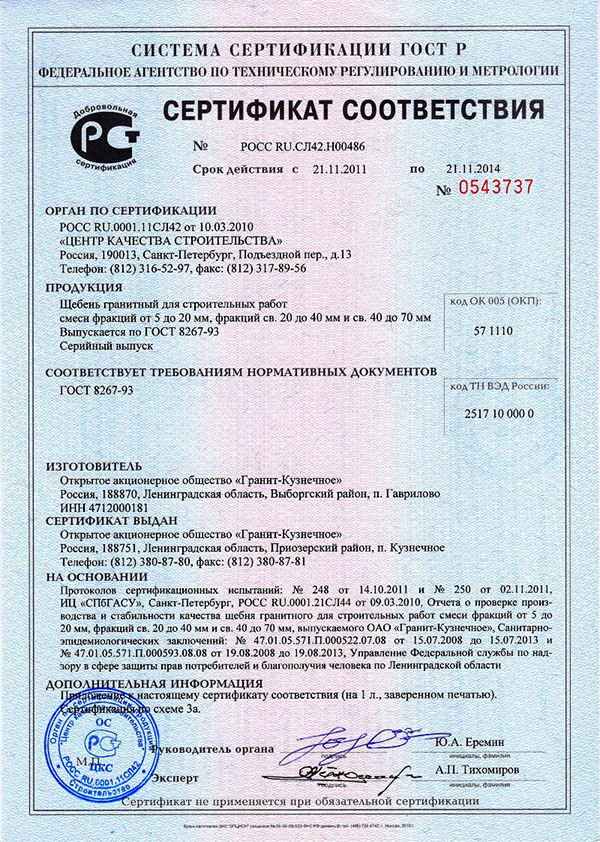 СИСТЕМА СЕРТИФИКАЦИИ ГОСТ Р
ФЕДЕРАЛЬНОЕ АГЕНТСТВО ПО ТЕХНИЧЕСКОМУ РЕГУЛИРОВАНИЮ И МЕТРОЛОГИИ
Добровольная
сертификация
СЕРТИФИКАТ СООТВЕТСТВИЯ
№ РОСС RU.СЛ42.Н00486
Срок действия с 21.11.2011 по 21.11.2014
№ 0543737
ОРГАН ПО СЕРТИФИКАЦИИ
РОСС RU.0001.11СЛ42 от 10.03.2010
«ЦЕНТР КАЧЕСТВА СТРОИТЕЛЬСТВА»
Россия, 190013, Санкт-Петербург, Подъездной пер., д.13
Телефон: (812) 316-52-97, факс: (812) 317-89-56
ПРОДУКЦИЯ
Щебень гранитный для строительных работ
смеси фракций от 5 до 20 мм, фракций св. 20 до 40 мм и св. 40 до 70 мм
Выпускается по ГОСТ 8267-93
Серийный выпуск
код ОК 005 (ОКП):
57 1110
СООТВЕТСТВУЕТ ТРЕБОВАНИЯМ НОРМАТИВНЫХ ДОКУМЕНТОВ
ГОСТ 8267-93
код ТН ВЭД России:
2517 10 000 0
ИЗГОТОВИТЕЛЬ
Открытое акционерное общество «Гранит-Кузнечное»
Россия, 188870, Ленинградская область, Выборгский район, п. Гаврилово
ИНН 4712000181
СЕРТИФИКАТ ВЫДАН
Открытое акционерное общество «Гранит-Кузнечное»
Россия, 188751, Ленинградская область, Приозерский район, п. Кузнечное
Телефон: (812) 380-87-80, факс: (812) 380-87-81
НА ОСНОВАНИИ
Протоколов сертификационных испытаний: № 248 от 14.10.2011 и № 250 от 02.11.2011,
ИЦ «СПбГАСУ», Санкт-Петербург, РОСС RU.0001.21СЛ44 от 09.03.2010, Отчета о проверке произ-
водства и стабильности качества щебня гранитного для строительных работ смеси фракций от 5 до
20 мм, фракций св. 20 до 40 мм и св. 40 до 70 мм, выпускаемого ОАО «Гранит-Кузнечное», Санитарно-
эпидемиологических заключений: № 47.01.05.571.П.000522.07.08 от 15.07.2008 до 15.07.2013 и
№ 47.01.05.571.П.000593.08.08 от 19.08.2008 до 19.08.2013, Управление Федеральной службы по над-
зору в сфере защиты прав потребителей и благополучия человека по Ленинградской области
ДОПОЛНИТЕЛЬНАЯ ИНФОРМАЦИЯ
Приложение к настоящему сертификату соответствия (на 1 л., заверенном печатью).
Сертификация по схеме 3а.
ОС
ЦКС
РОСС RU.0001.11СЛ42
Строительство
М.П.
Руководитель органа
подпись
Ю.А. Еремин
инициалы, фамилия
Эксперт
подпись
А.П. Тихомиров
инициалы, фамилия
Сертификат не применяется при обязательной сертификации